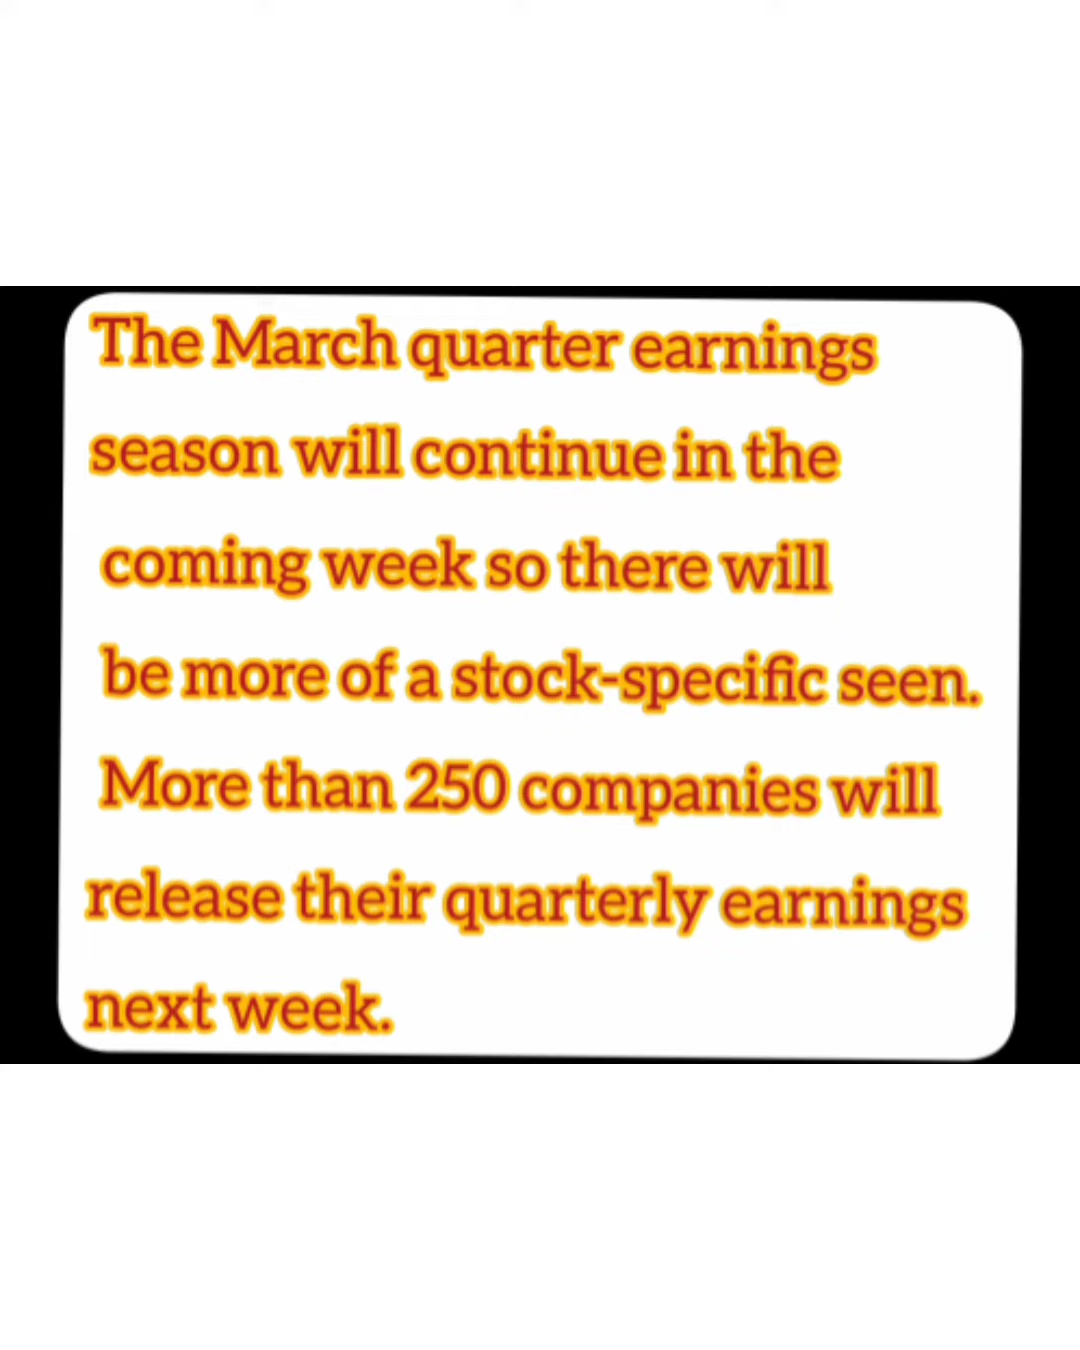 The March quarter earnings
season will continue in the
coming week so there will
be more of a stock-specific seen.
More than 250 companies will
release their quarterly earnings
next week.